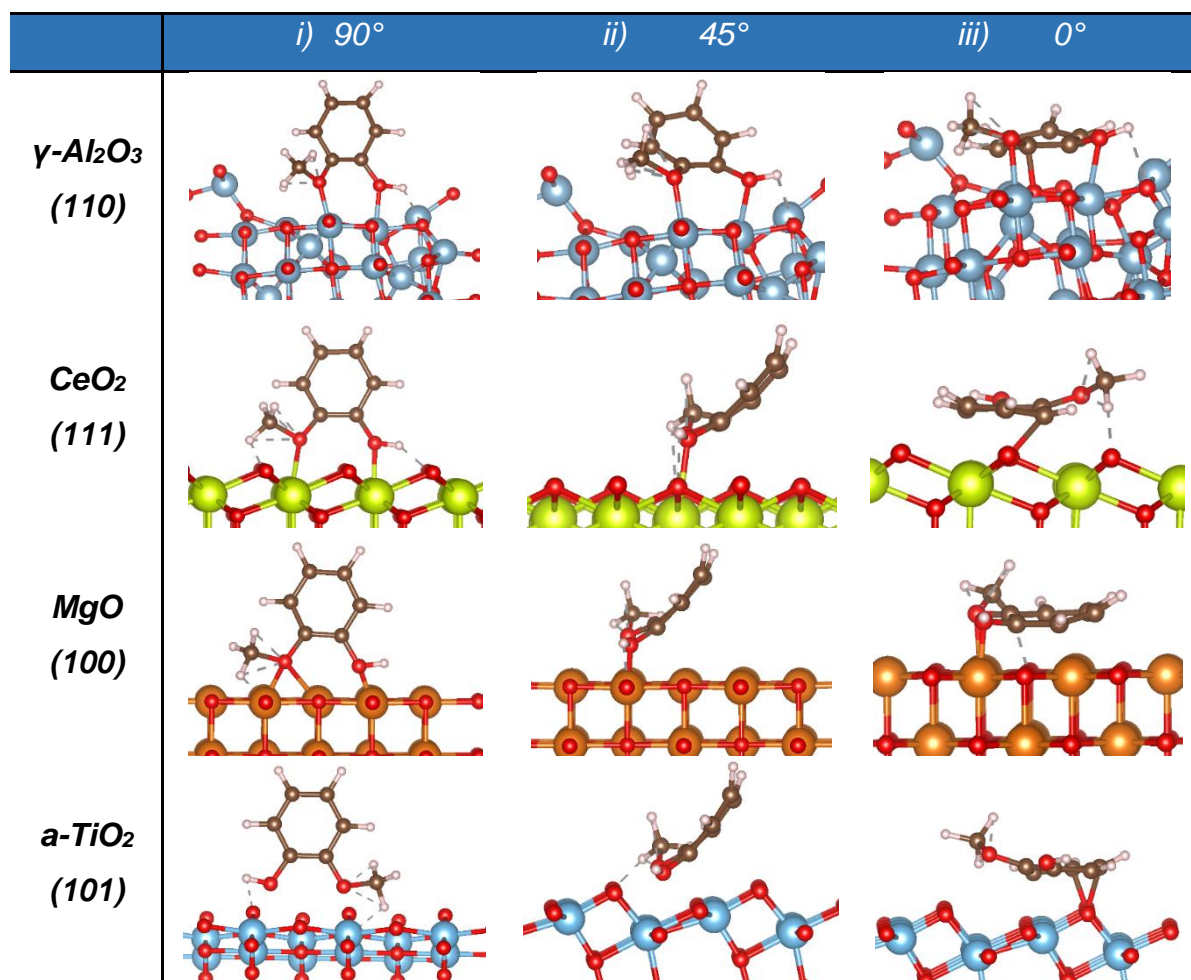 i) 90° ii) 45° iii) 0°
γ-Al₂O₃
(110)
CeO₂
(111)
MgO
(100)
a-TiO₂
(101)